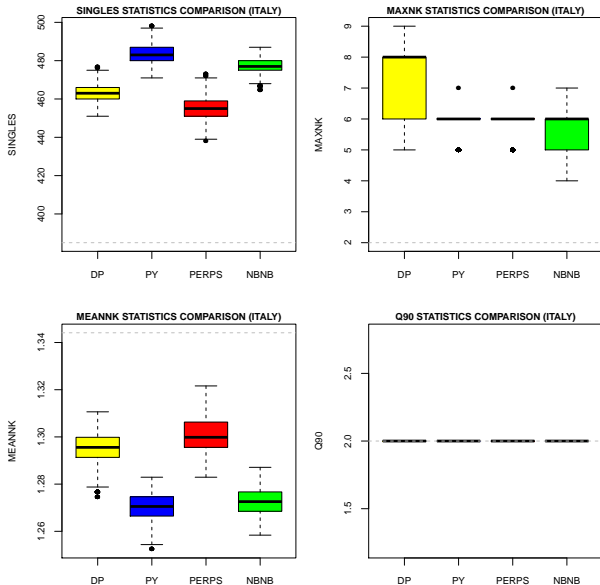 SINGLES STATISTICS COMPARISON (ITALY)
SINGLES
500
480
460
440
420
400
DP
PY
PERPS
NBNB
MAXNK STATISTICS COMPARISON (ITALY)
MAXNK
9
8
7
6
5
4
3
2
DP
PY
PERPS
NBNB
MEANNK STATISTICS COMPARISON (ITALY)
MEANNK
1.34
1.32
1.30
1.28
1.26
DP
PY
PERPS
NBNB
Q90 STATISTICS COMPARISON (ITALY)
Q90
2.5
2.0
1.5
DP
PY
PERPS
NBNB